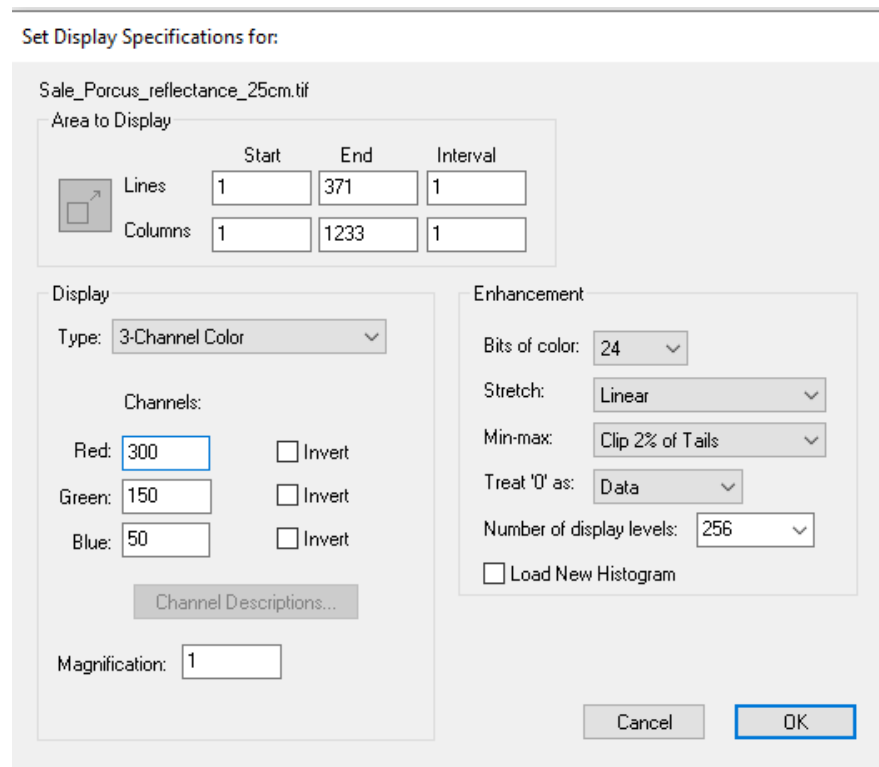 Set Display Specifications for:
Sale_Porcus_reflectance_25cm.tif
Area to Display
Start End Interval
Lines 1 371 1
Columns 1 1233 1
Display
Type: 3-Channel Color
Channels:
Red: 300 Invert
Green: 150 Invert
Blue: 50 Invert
Channel Descriptions...
Magnification: 1
Enhancement
Bits of color: 24
Stretch: Linear
Min-max: Clip 2% of Tails
Treat '0' as: Data
Number of display levels: 256
Load New Histogram
Cancel OK